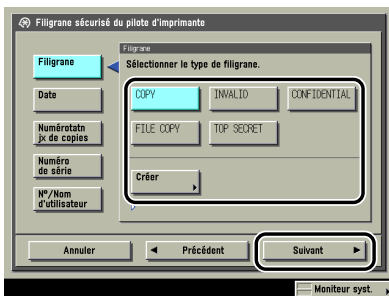 Filigrane sécurisé du pilote d'imprimante
Filigrane
Sélectionner le type de filigrane.
Filigrane
Date
Numérotatn
jx de copies
Numéro
de série
Nº/Nom
d'utilisateur
COPY
INVALID
CONFIDENTIAL
FILE COPY
TOP SECRET
Créer
Annuler
Précédent
Suivant
Moniteur syst.